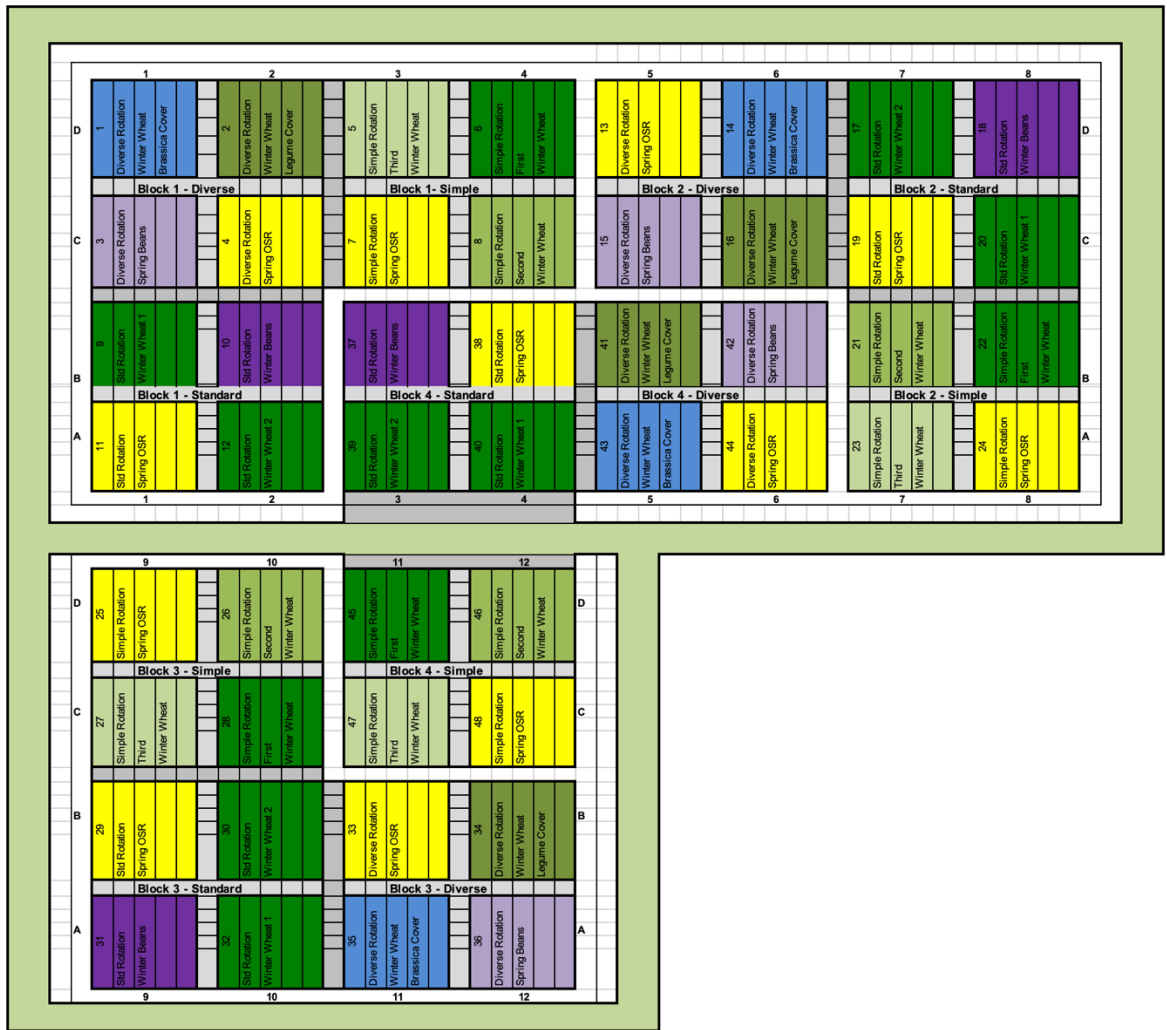 1 2 3 4 5 6 7 8
D D
1
Diverse Rotation
Winter Wheat
Brassica Cover
2
Diverse Rotation
Winter Wheat
Legume Cover
5
Simple Rotation
Third
Winter Wheat
6
Simple Rotation
First
Winter Wheat
13
Diverse Rotation
Spring OSR
14
Diverse Rotation
Winter Wheat
Brassica Cover
17
Std Rotation
Winter Wheat 2
18
Std Rotation
Winter Beans
Block 1 - Diverse
Block 1- Simple
Block 2 - Diverse
Block 2 - Standard
C C
3
Diverse Rotation
Spring Beans
4
Diverse Rotation
Spring OSR
7
Simple Rotation
Spring OSR
8
Simple Rotation
Second
Winter Wheat
15
Diverse Rotation
Spring Beans
16
Diverse Rotation
Winter Wheat
Legume Cover
19
Std Rotation
Spring OSR
20
Std Rotation
Winter Wheat 1
B B
9
Std Rotation
Winter Wheat 1
10
Std Rotation
Winter Beans
37
Std Rotation
Winter Beans
38
Std Rotation
Spring OSR
41
Diverse Rotation
Winter Wheat
Legume Cover
42
Diverse Rotation
Spring Beans
21
Simple Rotation
Second
Winter Wheat
22
Simple Rotation
First
Winter Wheat
Block 1 - Standard
Block 4 - Standard
Block 4 - Diverse
Block 2 - Simple
A A
11
Std Rotation
Spring OSR
12
Std Rotation
Winter Wheat 2
39
Std Rotation
Winter Wheat 2
40
Std Rotation
Winter Wheat 1
43
Diverse Rotation
Winter Wheat
Brassica Cover
44
Diverse Rotation
Spring OSR
23
Simple Rotation
Third
Winter Wheat
24
Simple Rotation
Spring OSR
1 2 3 4 5 6 7 8
9 10 11 12
D D
25
Simple Rotation
Spring OSR
26
Simple Rotation
Second
Winter Wheat
45
Simple Rotation
First
Winter Wheat
46
Simple Rotation
Second
Winter Wheat
Block 3 - Simple
Block 4 - Simple
C C
27
Simple Rotation
Third
Winter Wheat
28
Simple Rotation
First
Winter Wheat
47
Simple Rotation
Third
Winter Wheat
48
Simple Rotation
Spring OSR
B B
29
Std Rotation
Spring OSR
30
Std Rotation
Winter Wheat 2
33
Diverse Rotation
Spring OSR
34
Diverse Rotation
Winter Wheat
Legume Cover
Block 3 - Standard
Block 3 - Diverse
A A
31
Std Rotation
Winter Beans
32
Std Rotation
Winter Wheat 1
35
Diverse Rotation
Winter Wheat
Brassica Cover
36
Diverse Rotation
Spring Beans
9 10 11 12